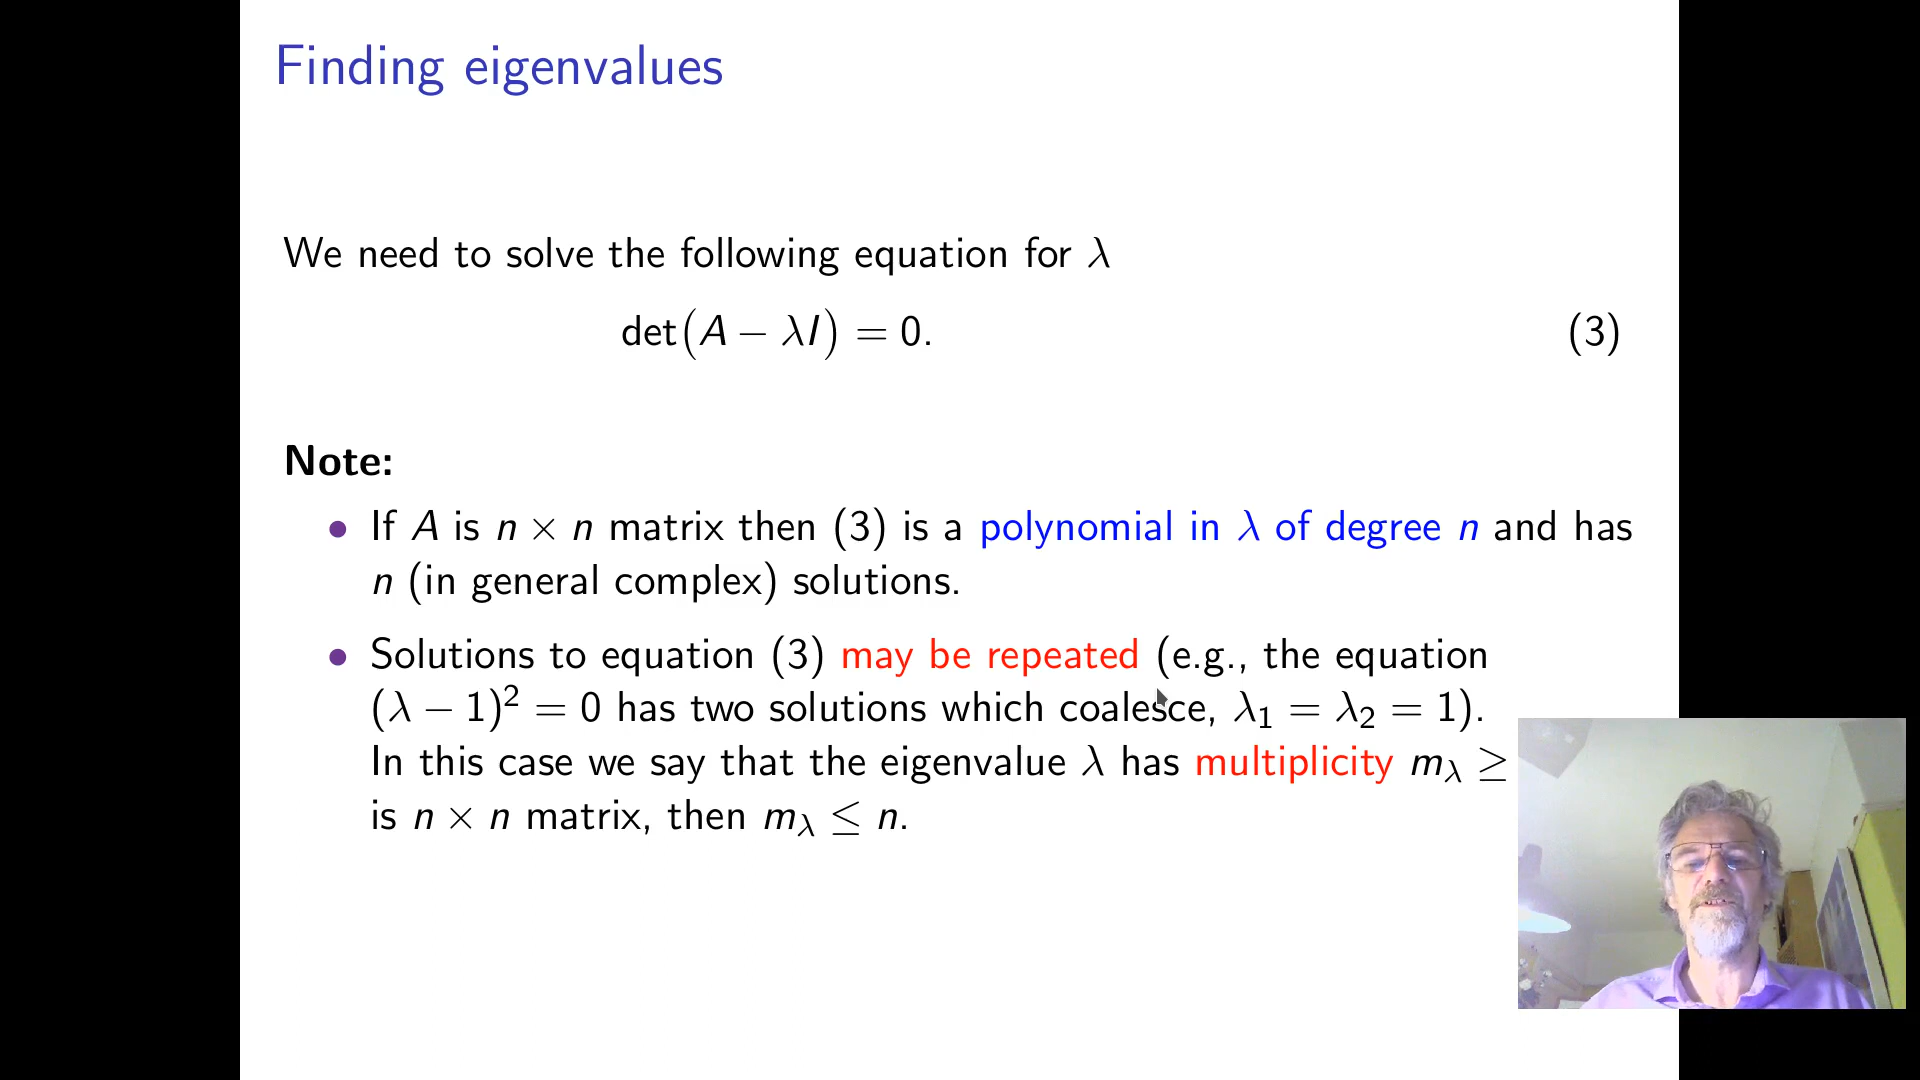 Finding eigenvalues
We need to solve the following equation for λ
det(A − λI) = 0. (3)
Note:
• If A is n × n matrix then (3) is a polynomial in λ of degree n and has
n (in general complex) solutions.
• Solutions to equation (3) may be repeated (e.g., the equation
(λ − 1)² = 0 has two solutions which coalesce, λ₁ = λ₂ = 1).
In this case we say that the eigenvalue λ has multiplicity m_λ ≥
is n × n matrix, then m_λ ≤ n.